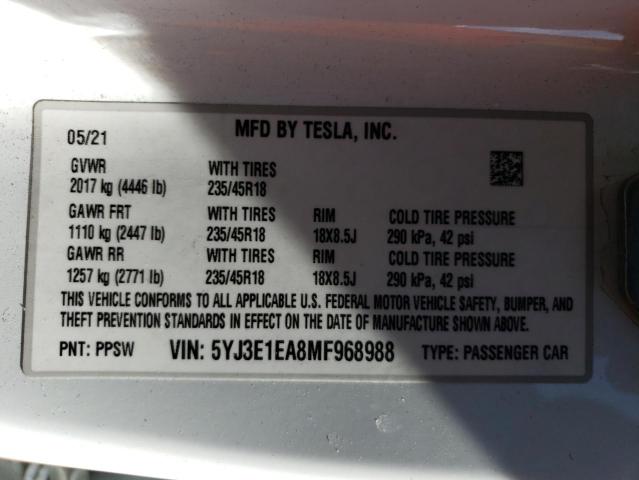 05/21 MFD BY TESLA, INC.
GVWR WITH TIRES
2017 kg (4446 lb) 235/45R18
GAWR FRT WITH TIRES RIM COLD TIRE PRESSURE
1110 kg (2447 lb) 235/45R18 18X8.5J 290 kPa, 42 psi
GAWR RR WITH TIRES RIM COLD TIRE PRESSURE
1257 kg (2771 lb) 235/45R18 18X8.5J 290 kPa, 42 psi
THIS VEHICLE CONFORMS TO ALL APPLICABLE U.S. FEDERAL MOTOR VEHICLE SAFETY, BUMPER, AND
THEFT PREVENTION STANDARDS IN EFFECT ON THE DATE OF MANUFACTURE SHOWN ABOVE.
PNT: PPSW VIN: 5YJ3E1EA8MF968988 TYPE: PASSENGER CAR